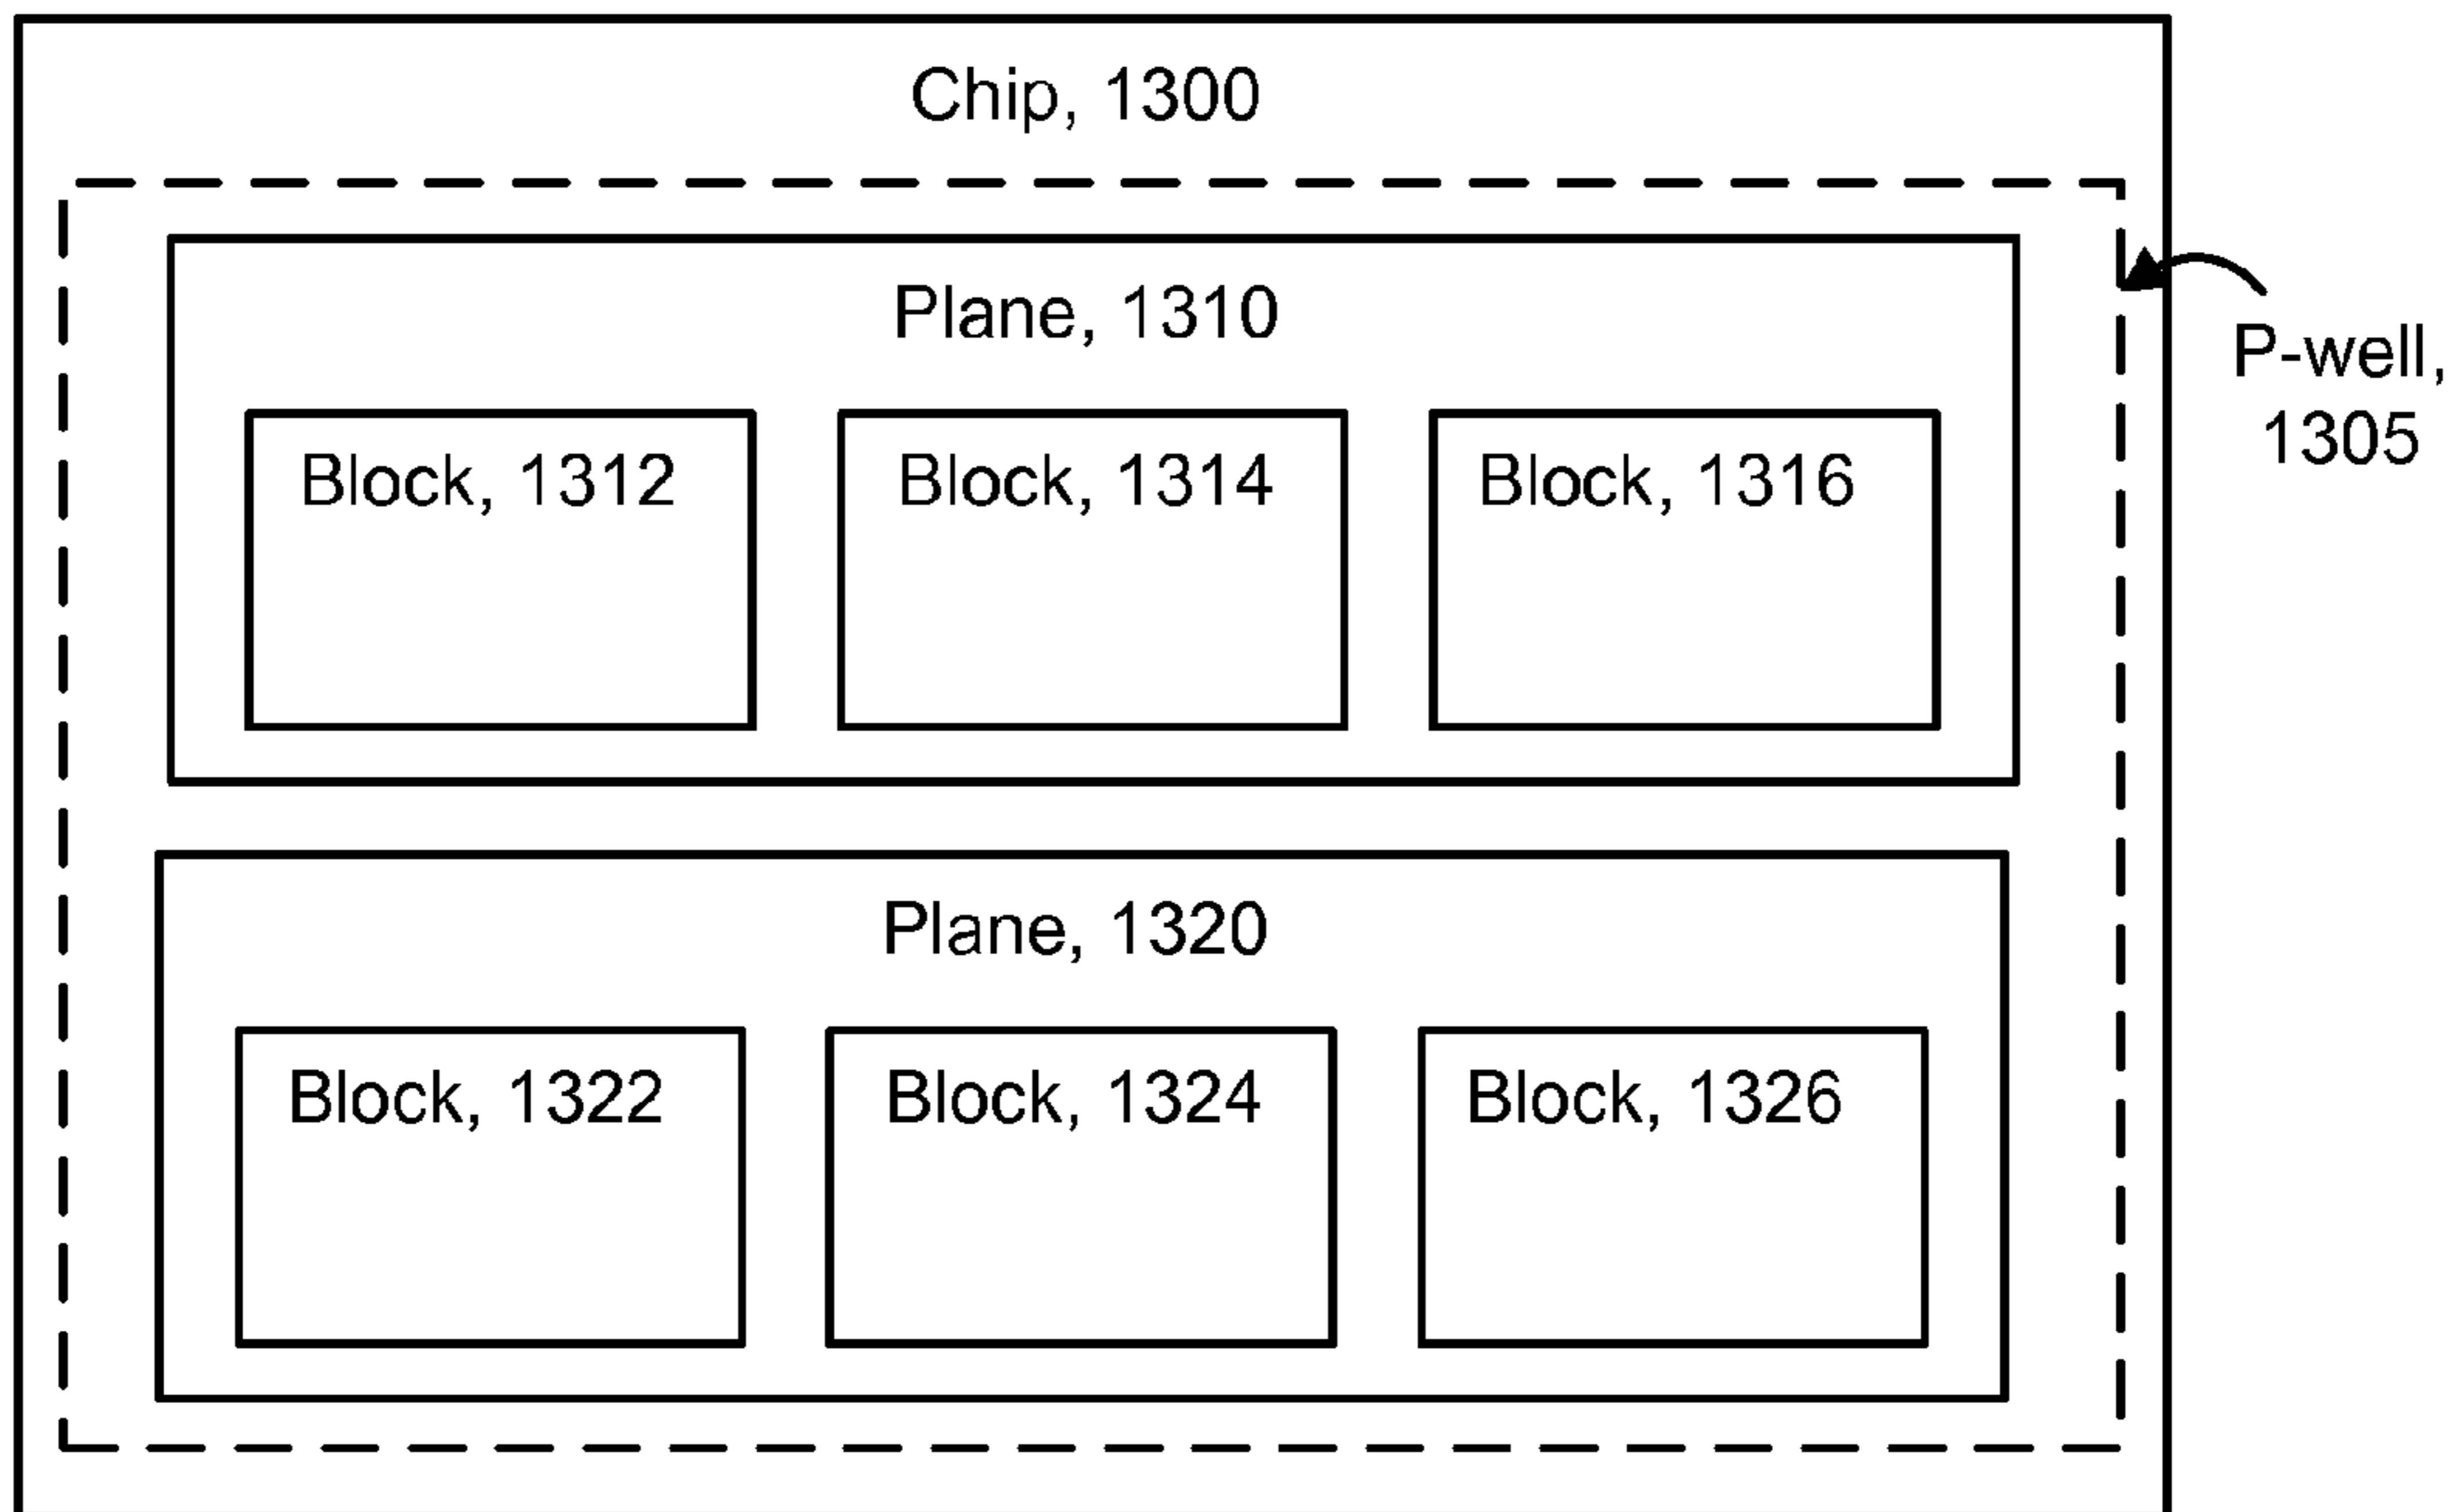 Chip, 1300
Plane, 1310
P-well,
1305
Block, 1312
Block, 1314
Block, 1316
Plane, 1320
Block, 1322
Block, 1324
Block, 1326